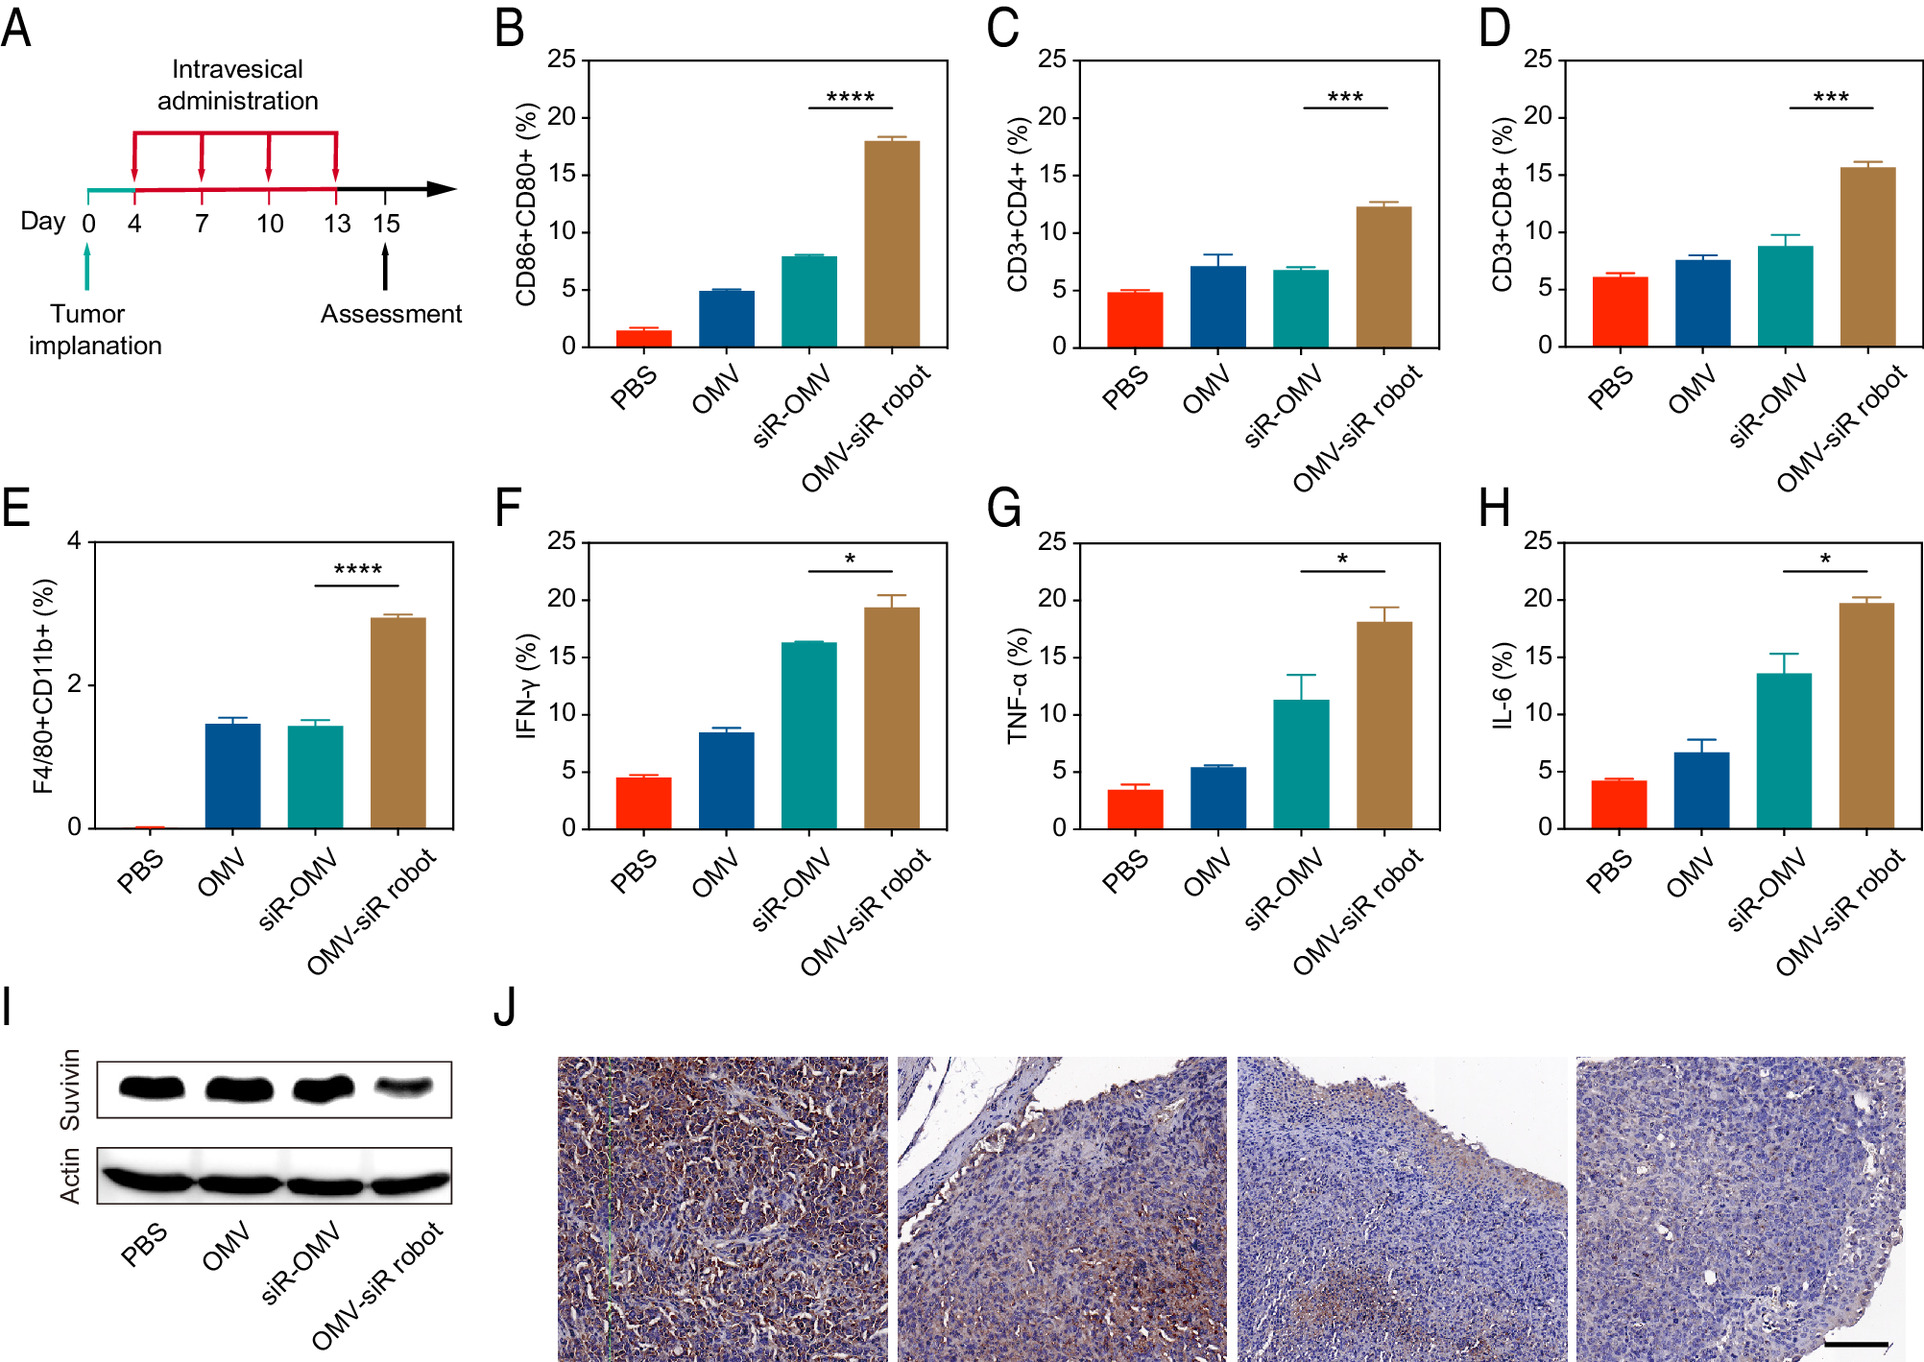 A
Intravesical
administration
Day
0 4 7 10 13 15
Tumor
implanation
Assessment
B
CD86+CD80+ (%)
25
20
15
10
5
0
****
PBS
OMV
siR-OMV
OMV-siR robot
C
CD3+CD4+ (%)
25
20
15
10
5
0
***
PBS
OMV
siR-OMV
OMV-siR robot
D
CD3+CD8+ (%)
25
20
15
10
5
0
***
PBS
OMV
siR-OMV
OMV-siR robot
E
F4/80+CD11b+ (%)
4
2
0
****
PBS
OMV
siR-OMV
OMV-siR robot
F
IFN-γ (%)
25
20
15
10
5
0
*
PBS
OMV
siR-OMV
OMV-siR robot
G
TNF-α (%)
25
20
15
10
5
0
*
PBS
OMV
siR-OMV
OMV-siR robot
H
IL-6 (%)
25
20
15
10
5
0
*
PBS
OMV
siR-OMV
OMV-siR robot
I
Suvivin
Actin
PBS
OMV
siR-OMV
OMV-siR robot
J